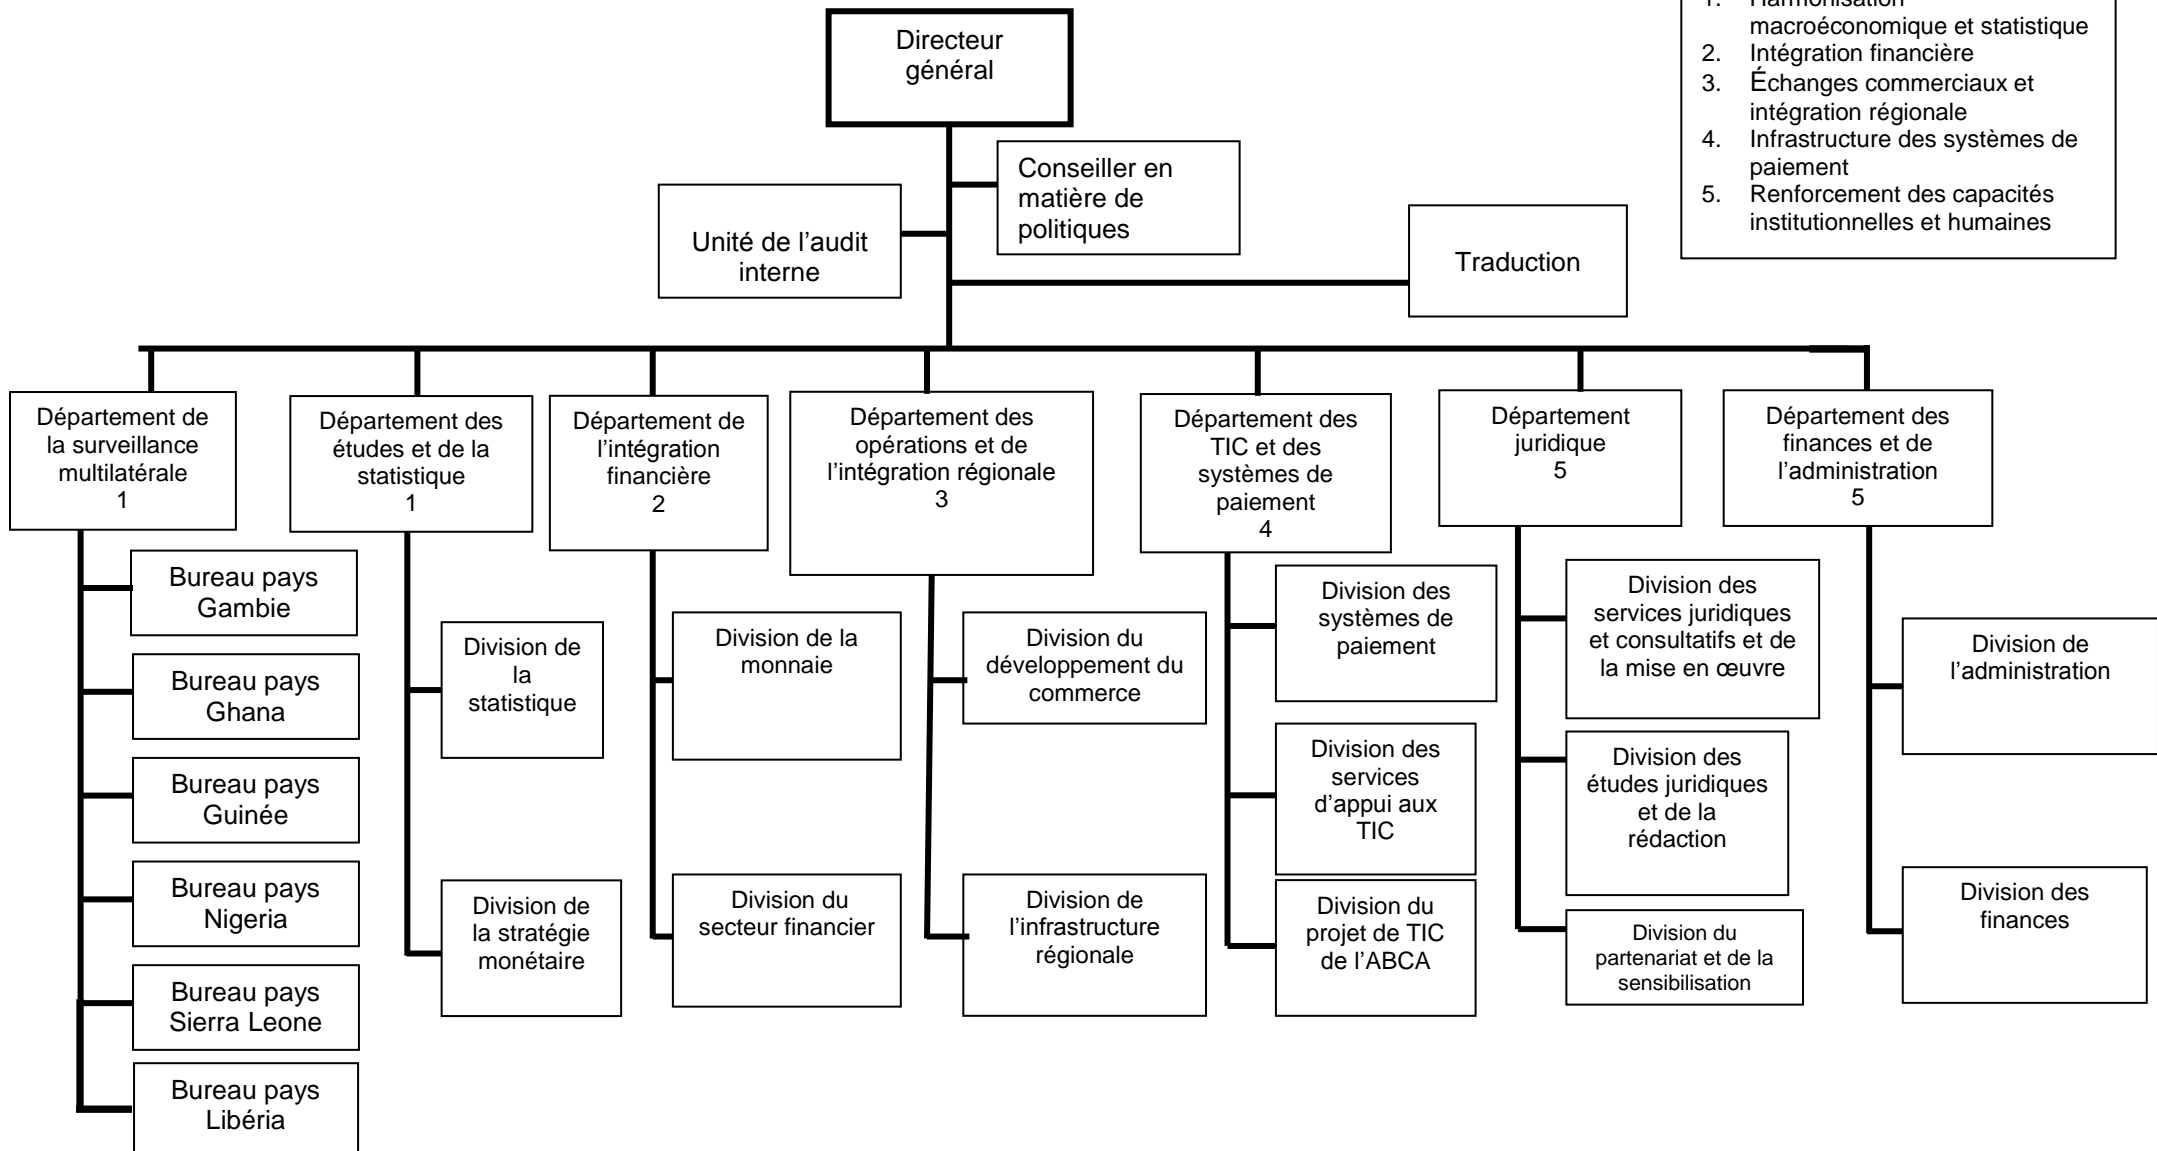 Directeur
général
1. Harmonisation
macroéconomique et statistique
2. Intégration financière
3. Échanges commerciaux et
intégration régionale
4. Infrastructure des systèmes de
paiement
5. Renforcement des capacités
institutionnelles et humaines
Conseiller en
matière de
politiques
Unité de l’audit
interne
Traduction
Département de
la surveillance
multilatérale
1
Département des
études et de la
statistique
1
Département de
l’intégration
financière
2
Département des
opérations et de
l’intégration régionale
3
Département des
TIC et des
systèmes de
paiement
4
Département
juridique
5
Département des
finances et de
l’administration
5
Bureau pays
Gambie
Bureau pays
Ghana
Bureau pays
Guinée
Bureau pays
Nigeria
Bureau pays
Sierra Leone
Bureau pays
Libéria
Division de
la
statistique
Division de
la stratégie
monétaire
Division de la
monnaie
Division du
secteur financier
Division du
développement du
commerce
Division de
l’infrastructure
régionale
Division des
systèmes de
paiement
Division des
services
d’appui aux
TIC
Division du
projet de TIC
de l’ABCA
Division des
services juridiques
et consultatifs et de
la mise en œuvre
Division des
études juridiques
et de la
rédaction
Division du
partenariat et de la
sensibilisation
Division de
l’administration
Division des
finances